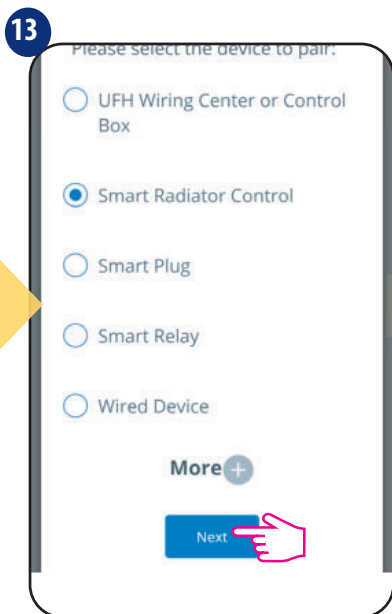 13
Please select the device to pair:
UFH Wiring Center or Control
Box
Smart Radiator Control
Smart Plug
Smart Relay
Wired Device
More +
Next